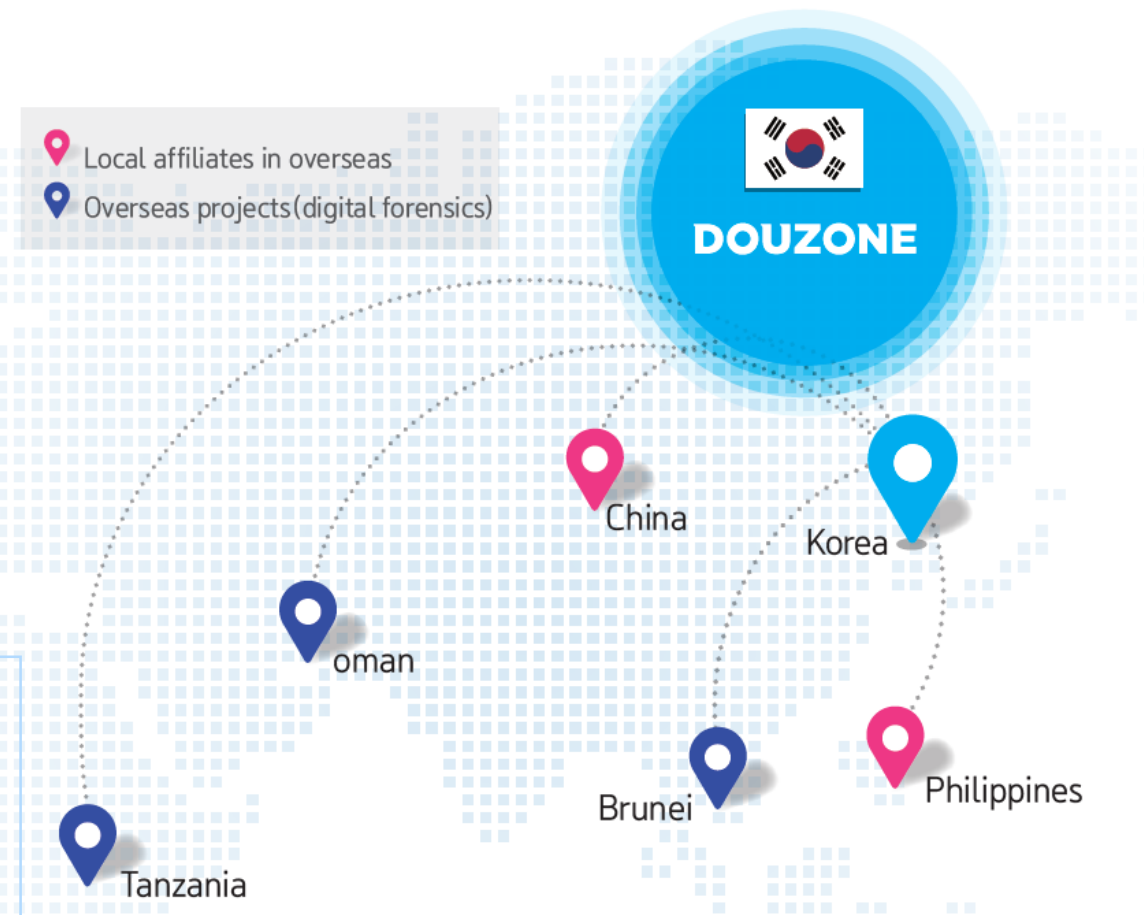 Local affiliates in overseas
Overseas projects(digital forensics)
DOUZONE
China
Korea
oman
Brunei
Philippines
Tanzania